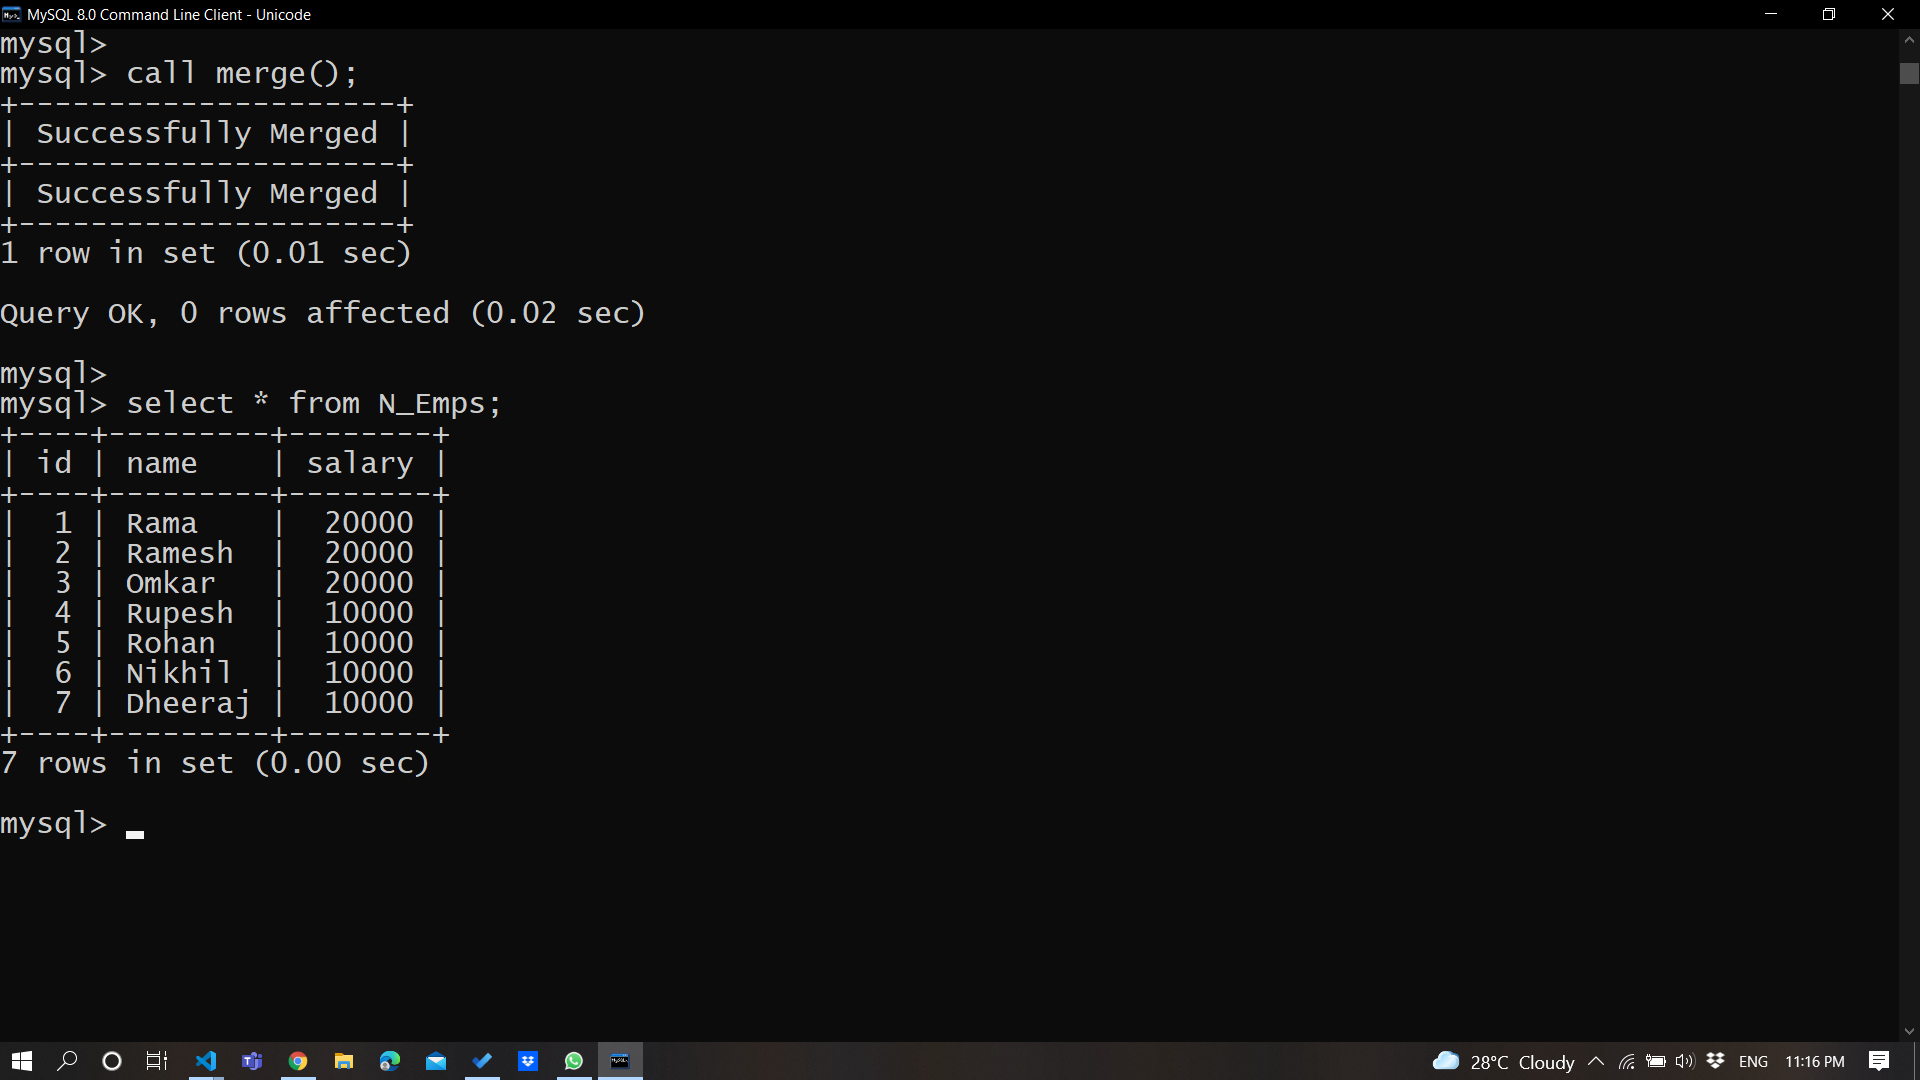 MySQL 8.0 Command Line Client - Unicode
mysql>
mysql> call merge();
+---------------------+
| Successfully Merged |
+---------------------+
| Successfully Merged |
+---------------------+
1 row in set (0.01 sec)
Query OK, 0 rows affected (0.02 sec)
mysql>
mysql> select * from N_Emps;
+----+---------+--------+
| id | name    | salary |
+----+---------+--------+
|  1 | Rama    |  20000 |
|  2 | Ramesh  |  20000 |
|  3 | Omkar   |  20000 |
|  4 | Rupesh  |  10000 |
|  5 | Rohan   |  10000 |
|  6 | Nikhil  |  10000 |
|  7 | Dheeraj |  10000 |
+----+---------+--------+
7 rows in set (0.00 sec)
mysql>
28°C Cloudy ENG 11:16 PM